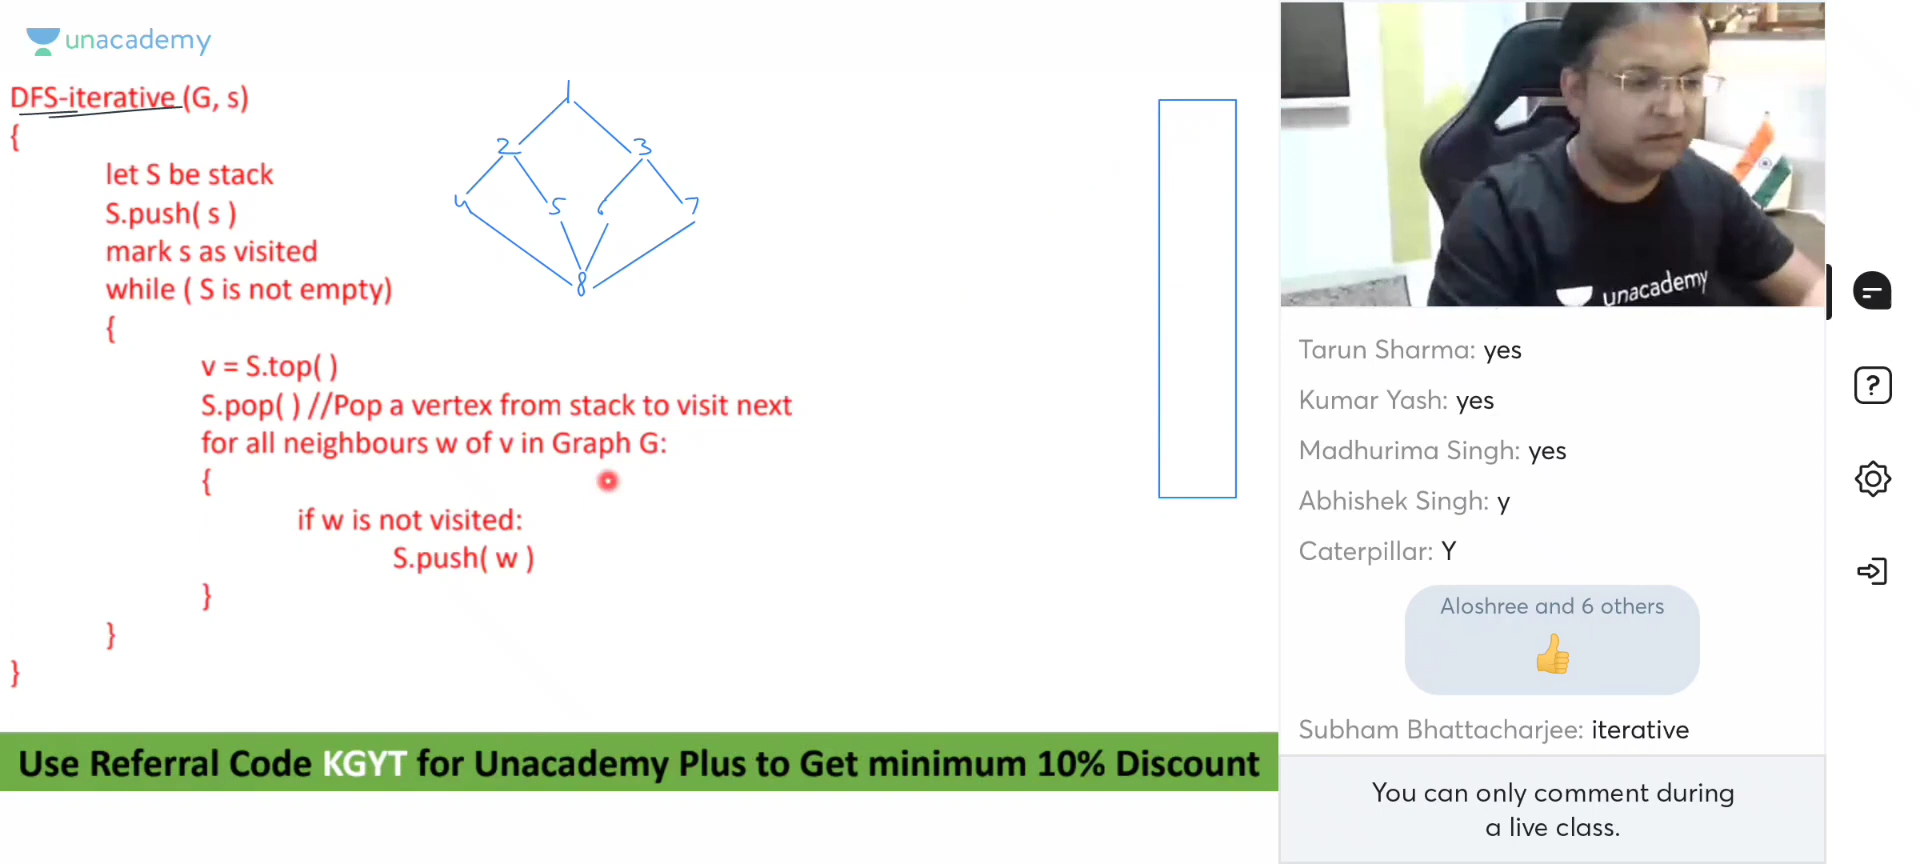 unacademy
DFS-iterative (G, s)
{
let S be stack
S.push( s )
mark s as visited
while ( S is not empty)
{
v = S.top( )
S.pop( ) //Pop a vertex from stack to visit next
for all neighbours w of v in Graph G:
{
if w is not visited:
S.push( w )
}
}
}
1
2 3
4 5 6 7
8
Use Referral Code KGYT for Unacademy Plus to Get minimum 10% Discount
unacademy
Tarun Sharma: yes
Kumar Yash: yes
Madhurima Singh: yes
Abhishek Singh: y
Caterpillar: Y
Aloshree and 6 others
Subham Bhattacharjee: iterative
You can only comment during
a live class.
?